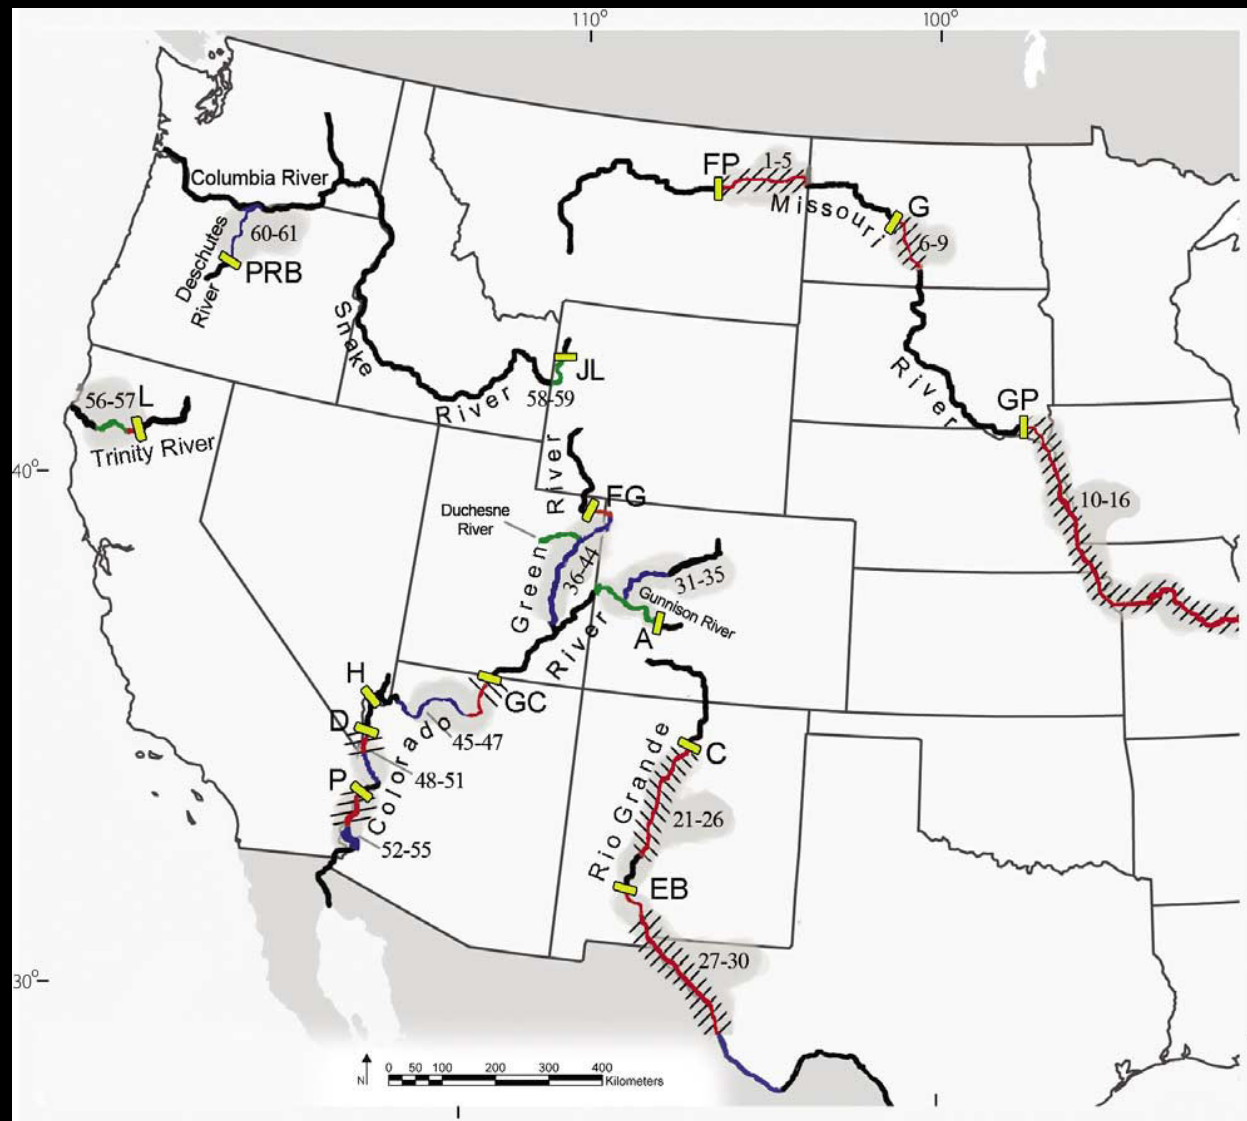 110°
100°
FP
1-5
Missouri
G
6-9
Columbia River
Deschutes
River
60-61
PRB
Snake
River
JL
58-59
River
GP
56-57
L
Trinity River
40°
10-16
River
FG
Duchesne
River
Green
36-44
31-35
Gunnison River
A
River
H
GC
D
Colorado
45-47
48-51
P
52-55
C
Rio Grande
21-26
EB
30°
27-30
N
0 50 100 200 300 400
Kilometers